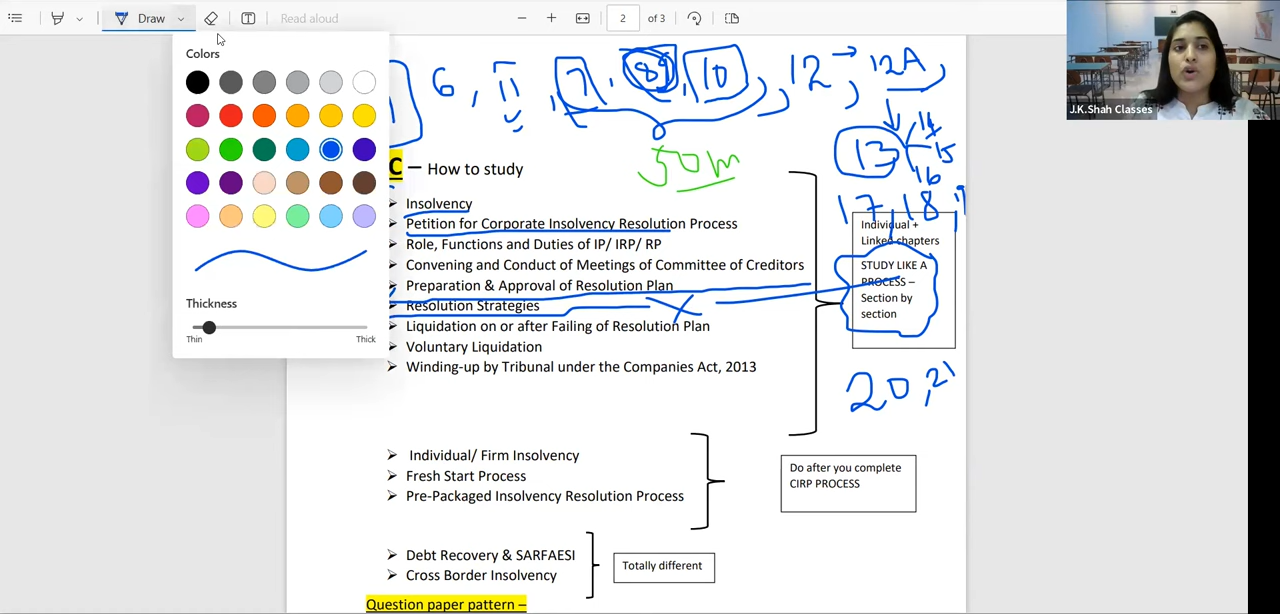 Draw
Read aloud
2
of 3
Colors
Thickness
Thin
Thick
J.K.Shah Classes
6, 7, 8, 9, 10, 12 → 12A,
13
14
15
16
17, 18, 19
50m
C – How to study
Insolvency
Petition for Corporate Insolvency Resolution Process
Role, Functions and Duties of IP/ IRP/ RP
Convening and Conduct of Meetings of Committee of Creditors
Preparation & Approval of Resolution Plan
Resolution Strategies
Liquidation on or after Failing of Resolution Plan
Voluntary Liquidation
Winding-up by Tribunal under the Companies Act, 2013
Individual +
Linked chapters
STUDY LIKE A
PROCESS –
Section by
section
20, 21
Individual/ Firm Insolvency
Fresh Start Process
Pre-Packaged Insolvency Resolution Process
Do after you complete
CIRP PROCESS
Debt Recovery & SARFAESI
Cross Border Insolvency
Totally different
Question paper pattern –